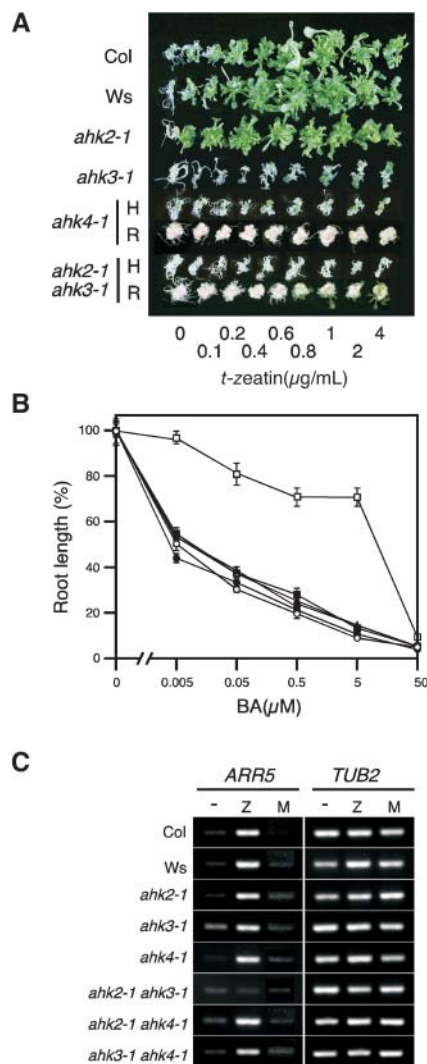 A
Col
Ws
ahk2-1
ahk3-1
ahk4-1 H
R
ahk2-1 H
ahk3-1 R
0 0.2 0.6 1 4
0.1 0.4 0.8 2
t-zeatin(µg/mL)
B
Root length (%)
100
80
60
40
20
0
0 0.005 0.05 0.5 5 50
BA(µM)
C
ARR5 TUB2
- Z M - Z M
Col
Ws
ahk2-1
ahk3-1
ahk4-1
ahk2-1 ahk3-1
ahk2-1 ahk4-1
ahk3-1 ahk4-1